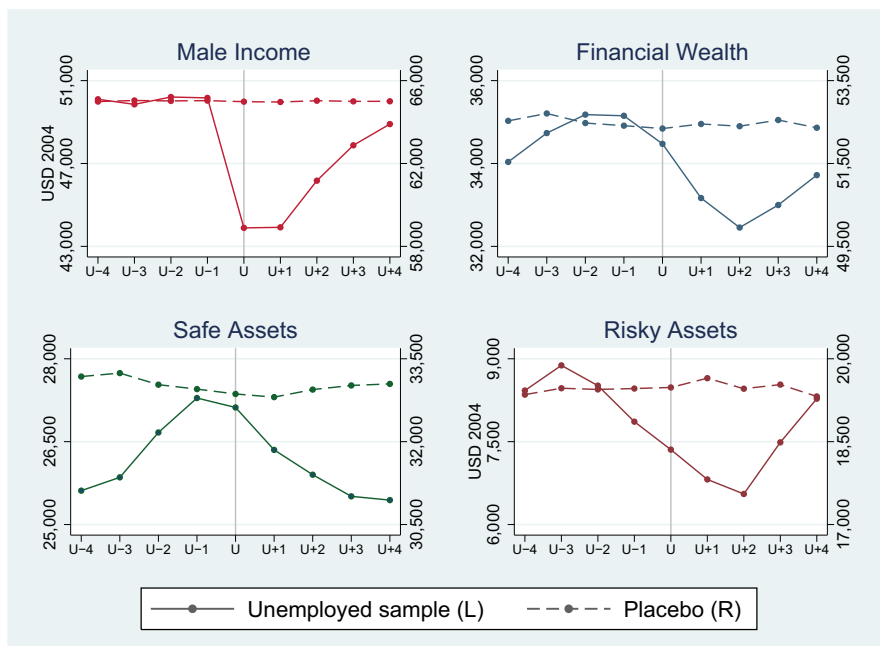 Male Income
Financial Wealth
51,000
47,000
43,000
USD 2004
66,000
62,000
58,000
U−4 U−3 U−2 U−1 U U+1 U+2 U+3 U+4
36,000
34,000
32,000
53,500
51,500
49,500
U−4 U−3 U−2 U−1 U U+1 U+2 U+3 U+4
Safe Assets
Risky Assets
28,000
26,500
25,000
33,500
32,000
30,500
U−4 U−3 U−2 U−1 U U+1 U+2 U+3 U+4
9,000
7,500
6,000
USD 2004
20,000
18,500
17,000
U−4 U−3 U−2 U−1 U U+1 U+2 U+3 U+4
Unemployed sample (L)
Placebo (R)